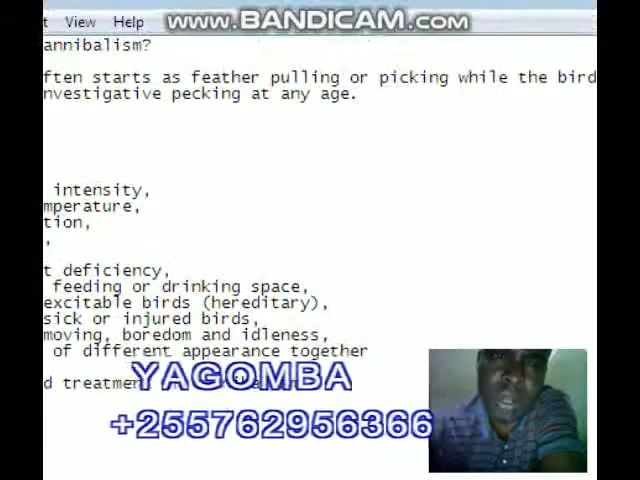 WWW.BANDICAM.COM
t View Help
annibalism?
ften starts as feather pulling or picking while the bird
nvestigative pecking at any age.
intensity,
mperature,
tion,
,
t deficiency,
feeding or drinking space,
excitable birds (hereditary),
sick or injured birds,
moving, boredom and idleness,
of different appearance together
YAGOMBA
d treatmen
+255762956366